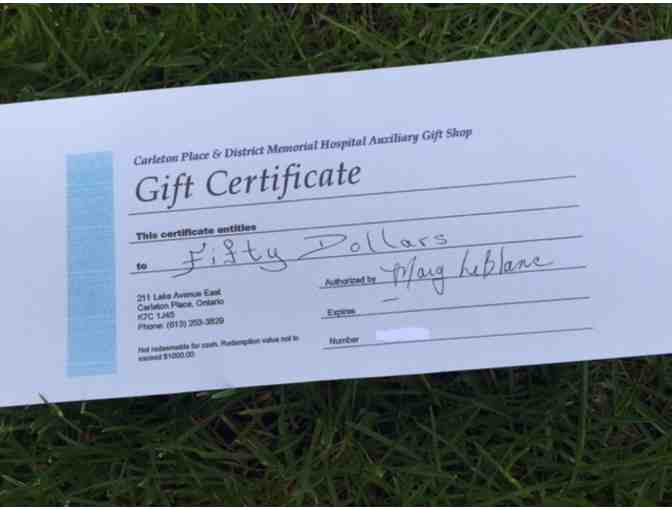 Carleton Place & District Memorial Hospital Auxiliary Gift Shop
Gift Certificate
This certificate entitles
to Fifty Dollars
211 Lake Avenue East
Carleton Place, Ontario
K7C 1J4
Phone: (613) 253-3829
Not redeemable for cash. Redemption value not to
exceed $1000.00.
Authorized by Marg LeBlanc
Expires —
Number